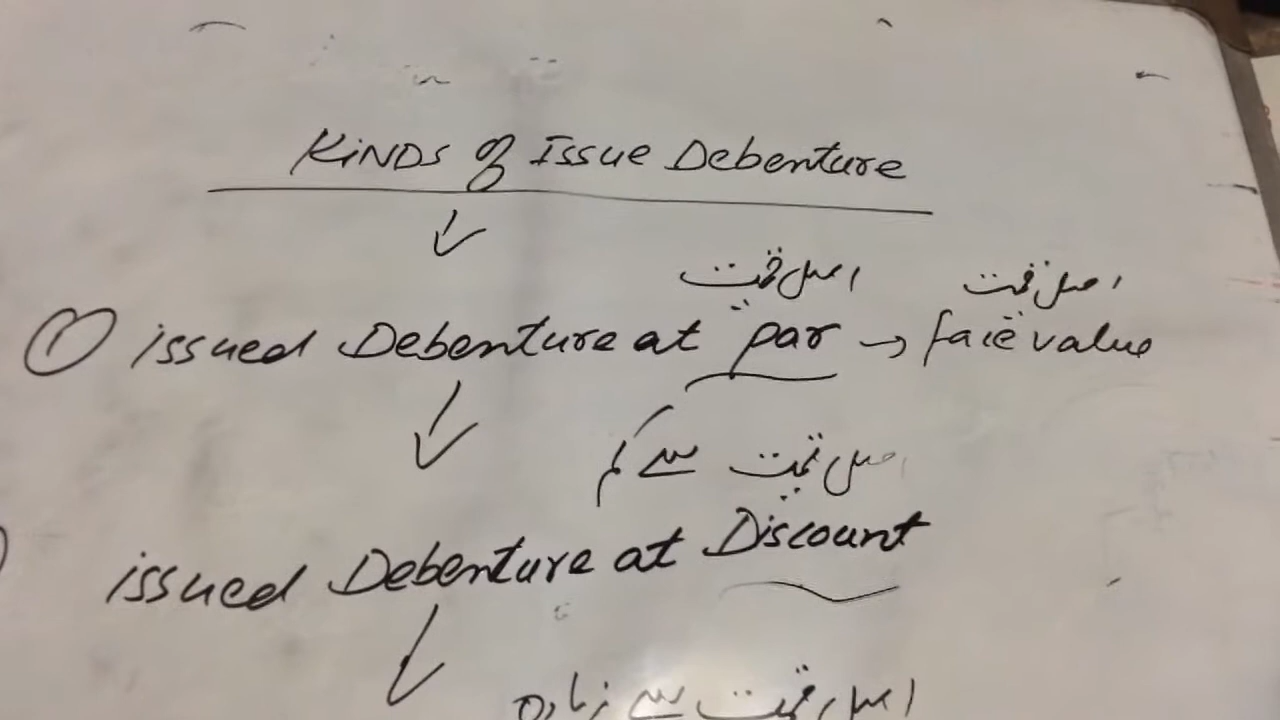 KINDS of Issue Debenture
اصل قیمت اصل قیمت
① issued Debenture at par → face value
اصل قیمت سے کم
issued Debenture at Discount
اصل قیمت سے زیادہ